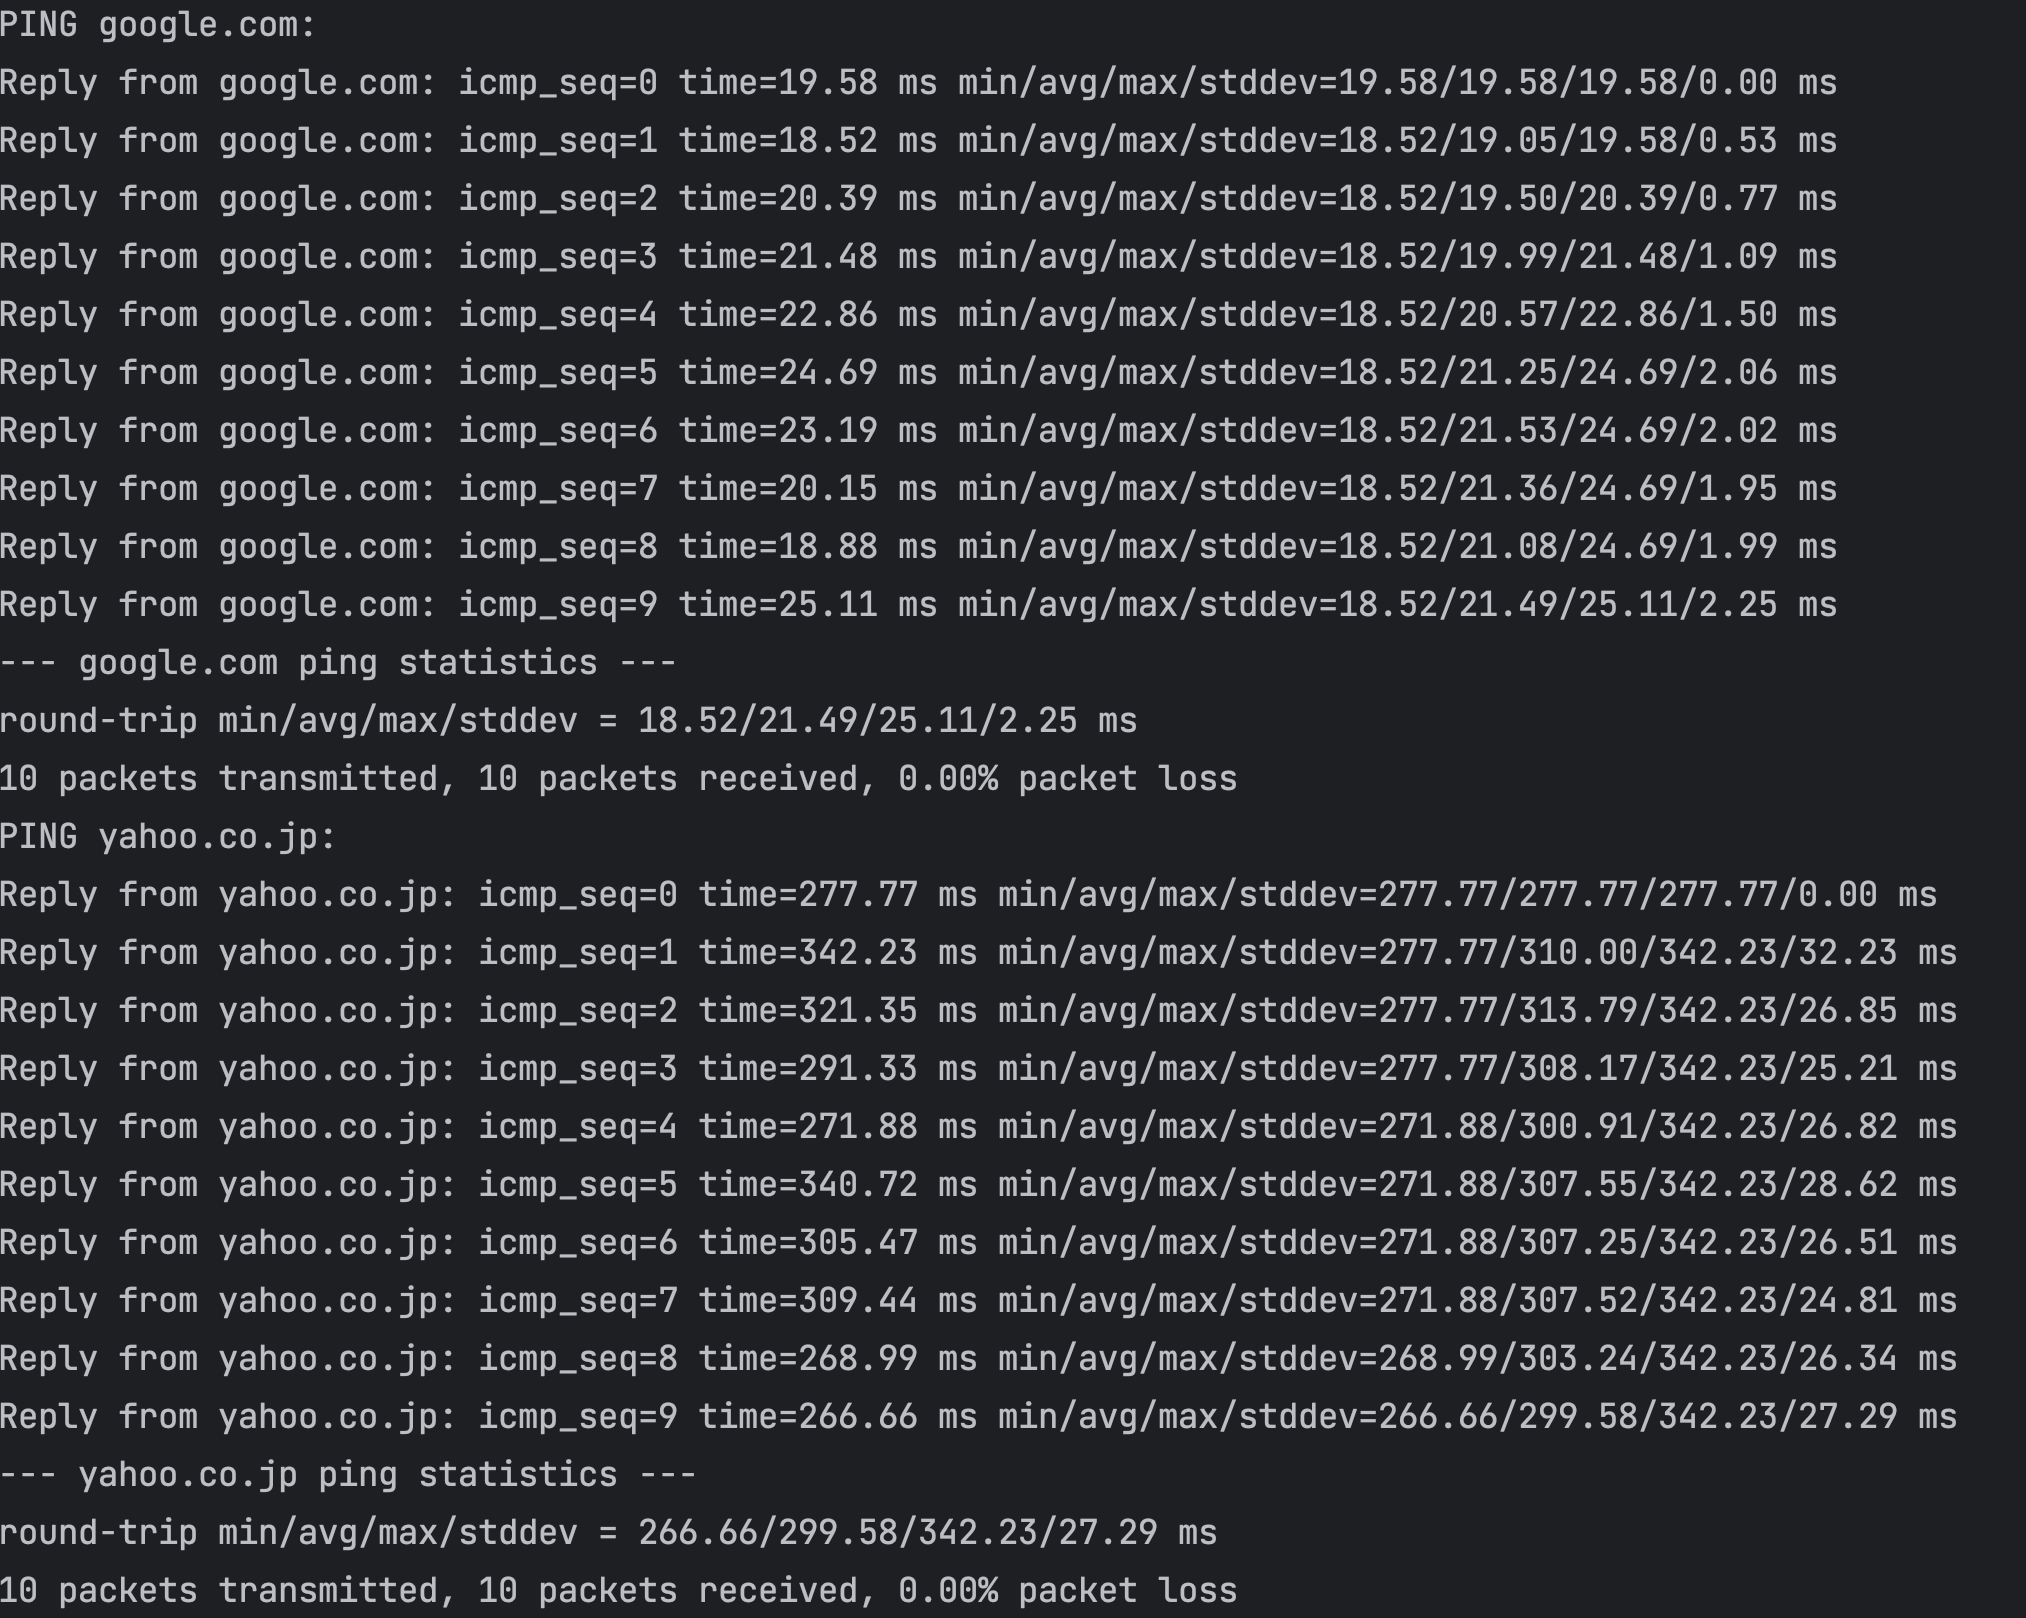 PING google.com:
Reply from google.com: icmp_seq=0 time=19.58 ms min/avg/max/stddev=19.58/19.58/19.58/0.00 ms
Reply from google.com: icmp_seq=1 time=18.52 ms min/avg/max/stddev=18.52/19.05/19.58/0.53 ms
Reply from google.com: icmp_seq=2 time=20.39 ms min/avg/max/stddev=18.52/19.50/20.39/0.77 ms
Reply from google.com: icmp_seq=3 time=21.48 ms min/avg/max/stddev=18.52/19.99/21.48/1.09 ms
Reply from google.com: icmp_seq=4 time=22.86 ms min/avg/max/stddev=18.52/20.57/22.86/1.50 ms
Reply from google.com: icmp_seq=5 time=24.69 ms min/avg/max/stddev=18.52/21.25/24.69/2.06 ms
Reply from google.com: icmp_seq=6 time=23.19 ms min/avg/max/stddev=18.52/21.53/24.69/2.02 ms
Reply from google.com: icmp_seq=7 time=20.15 ms min/avg/max/stddev=18.52/21.36/24.69/1.95 ms
Reply from google.com: icmp_seq=8 time=18.88 ms min/avg/max/stddev=18.52/21.08/24.69/1.99 ms
Reply from google.com: icmp_seq=9 time=25.11 ms min/avg/max/stddev=18.52/21.49/25.11/2.25 ms
--- google.com ping statistics ---
round-trip min/avg/max/stddev = 18.52/21.49/25.11/2.25 ms
10 packets transmitted, 10 packets received, 0.00% packet loss
PING yahoo.co.jp:
Reply from yahoo.co.jp: icmp_seq=0 time=277.77 ms min/avg/max/stddev=277.77/277.77/277.77/0.00 ms
Reply from yahoo.co.jp: icmp_seq=1 time=342.23 ms min/avg/max/stddev=277.77/310.00/342.23/32.23 ms
Reply from yahoo.co.jp: icmp_seq=2 time=321.35 ms min/avg/max/stddev=277.77/313.79/342.23/26.85 ms
Reply from yahoo.co.jp: icmp_seq=3 time=291.33 ms min/avg/max/stddev=277.77/308.17/342.23/25.21 ms
Reply from yahoo.co.jp: icmp_seq=4 time=271.88 ms min/avg/max/stddev=271.88/300.91/342.23/26.82 ms
Reply from yahoo.co.jp: icmp_seq=5 time=340.72 ms min/avg/max/stddev=271.88/307.55/342.23/28.62 ms
Reply from yahoo.co.jp: icmp_seq=6 time=305.47 ms min/avg/max/stddev=271.88/307.25/342.23/26.51 ms
Reply from yahoo.co.jp: icmp_seq=7 time=309.44 ms min/avg/max/stddev=271.88/307.52/342.23/24.81 ms
Reply from yahoo.co.jp: icmp_seq=8 time=268.99 ms min/avg/max/stddev=268.99/303.24/342.23/26.34 ms
Reply from yahoo.co.jp: icmp_seq=9 time=266.66 ms min/avg/max/stddev=266.66/299.58/342.23/27.29 ms
--- yahoo.co.jp ping statistics ---
round-trip min/avg/max/stddev = 266.66/299.58/342.23/27.29 ms
10 packets transmitted, 10 packets received, 0.00% packet loss